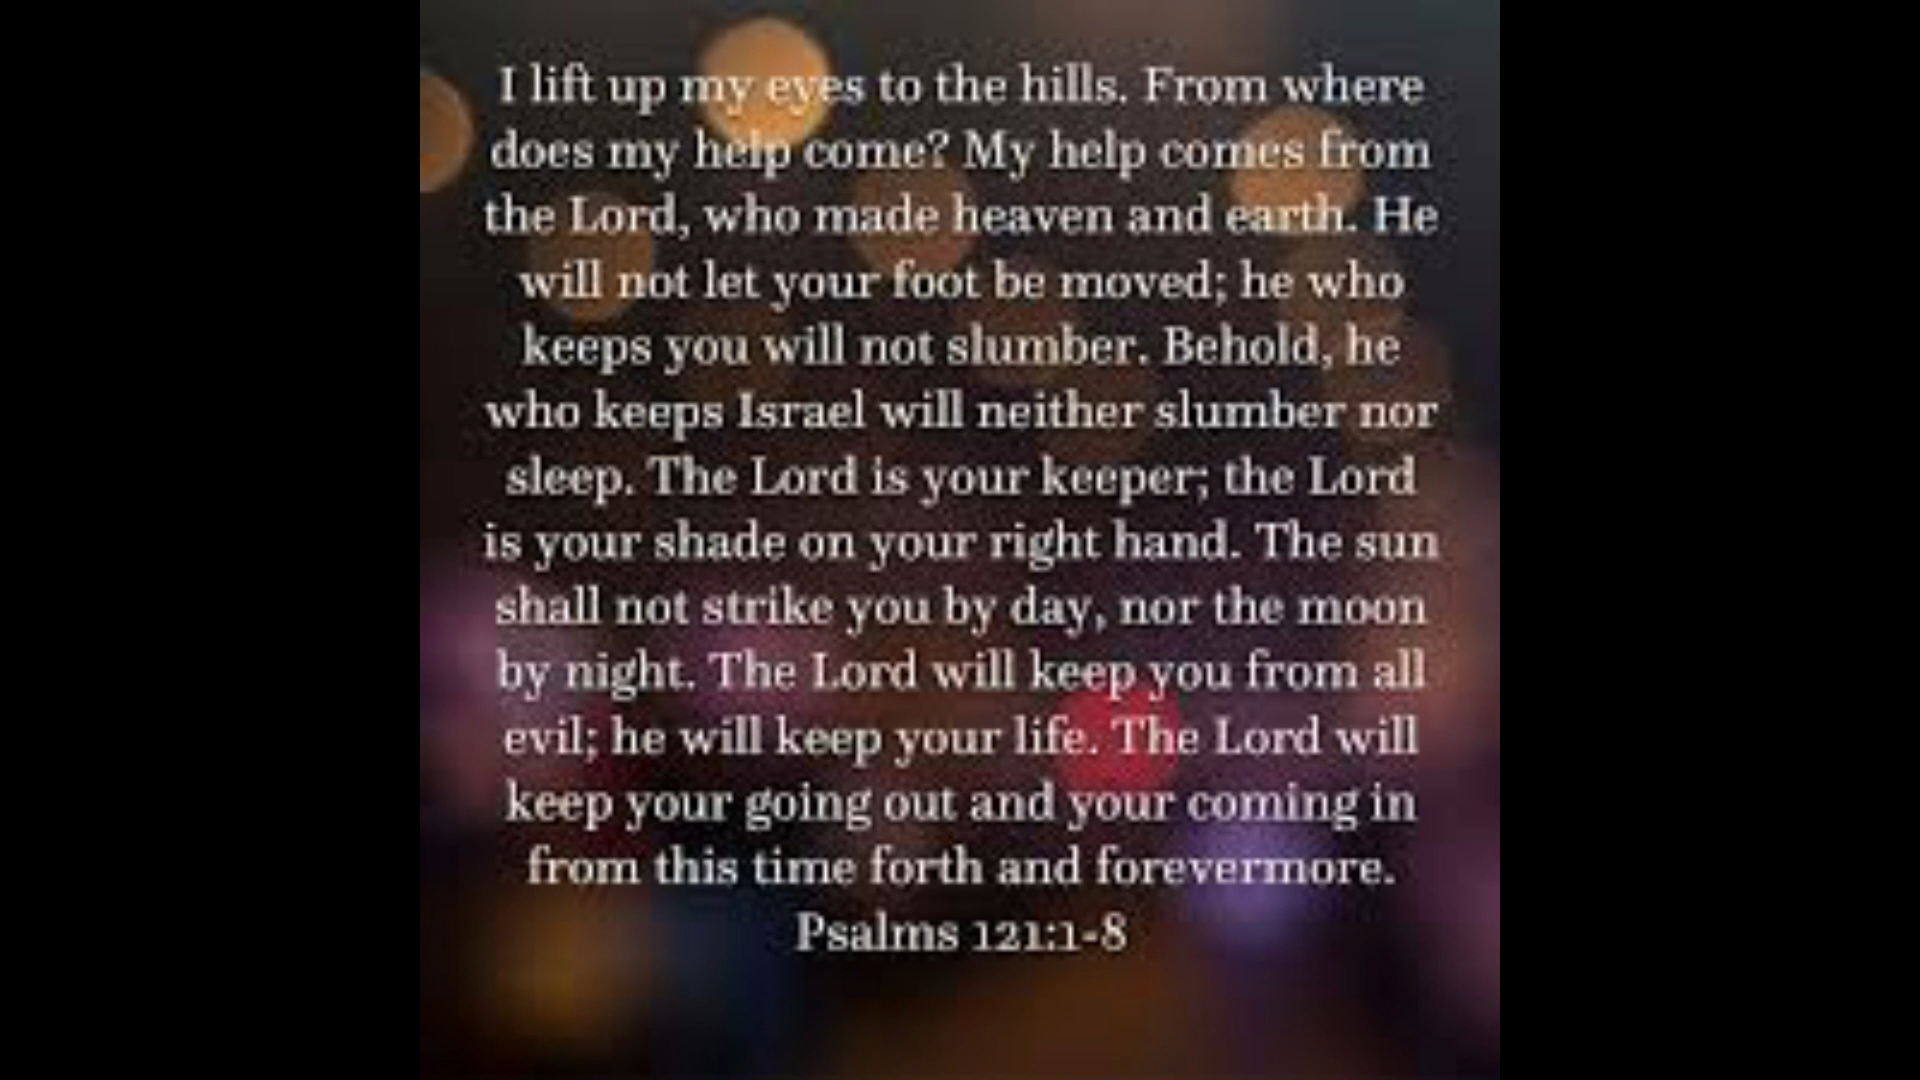 I lift up my eyes to the hills. From where
does my help come? My help comes from
the Lord, who made heaven and earth. He
will not let your foot be moved; he who
keeps you will not slumber. Behold, he
who keeps Israel will neither slumber nor
sleep. The Lord is your keeper; the Lord
is your shade on your right hand. The sun
shall not strike you by day, nor the moon
by night. The Lord will keep you from all
evil; he will keep your life. The Lord will
keep your going out and your coming in
from this time forth and forevermore.
Psalms 121:1-8